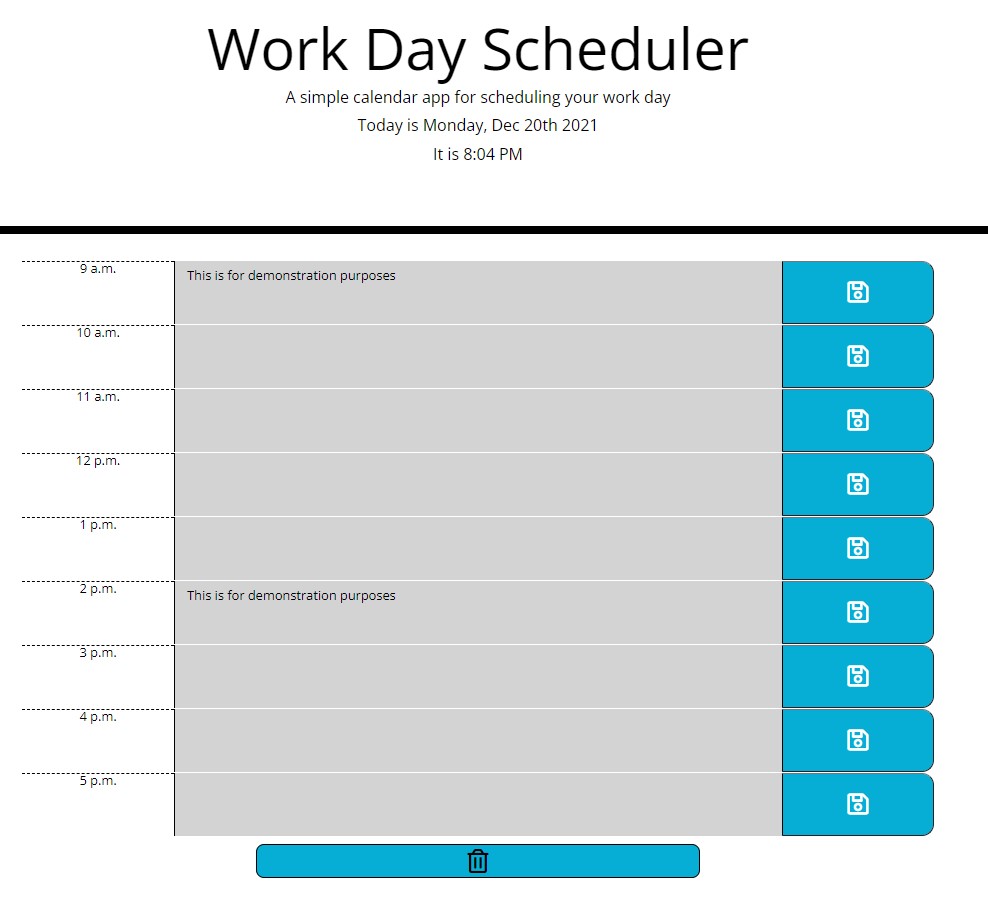 Work Day Scheduler
A simple calendar app for scheduling your work day
Today is Monday, Dec 20th 2021
It is 8:04 PM
9 a.m.
This is for demonstration purposes
10 a.m.
11 a.m.
12 p.m.
1 p.m.
2 p.m.
This is for demonstration purposes
3 p.m.
4 p.m.
5 p.m.